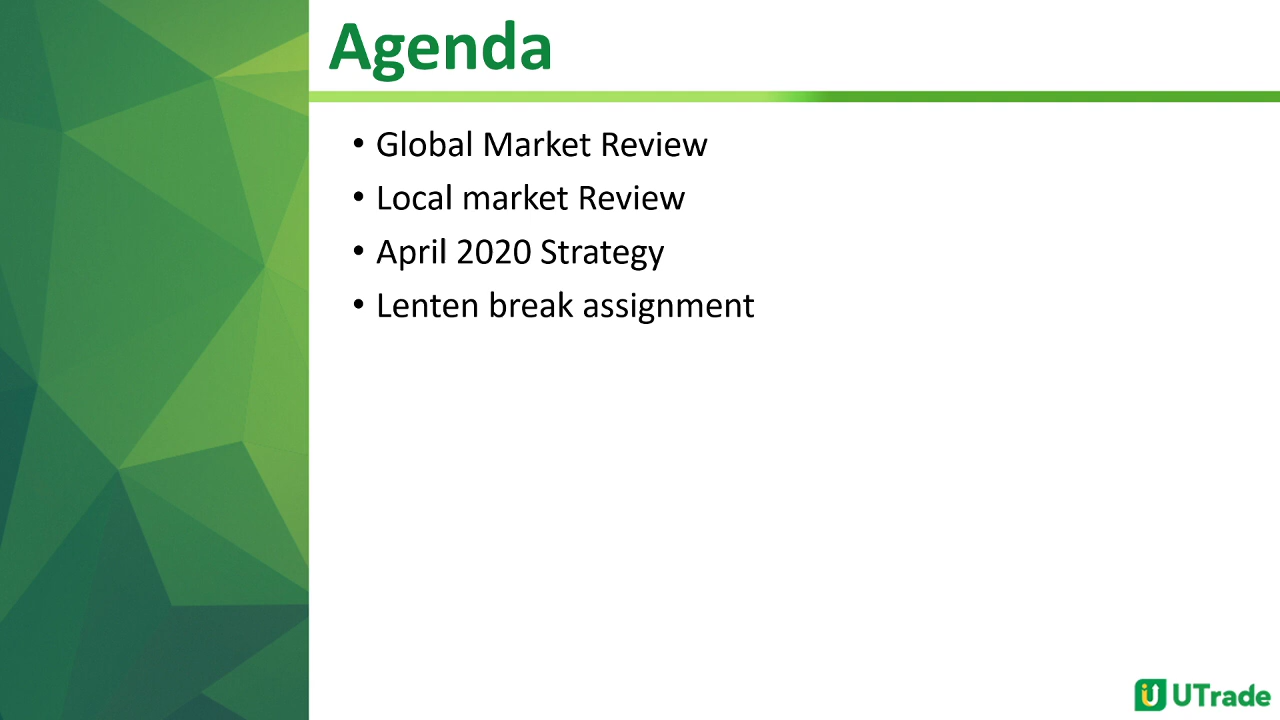 Agenda
• Global Market Review
• Local market Review
• April 2020 Strategy
• Lenten break assignment
UTrade